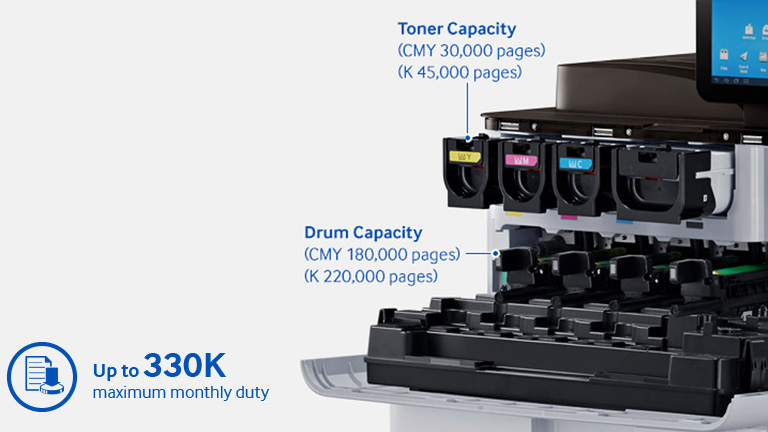 Toner Capacity
(CMY 30,000 pages)
(K 45,000 pages)
Y
M
C
Drum Capacity
(CMY 180,000 pages)
(K 220,000 pages)
Up to 330K
maximum monthly duty